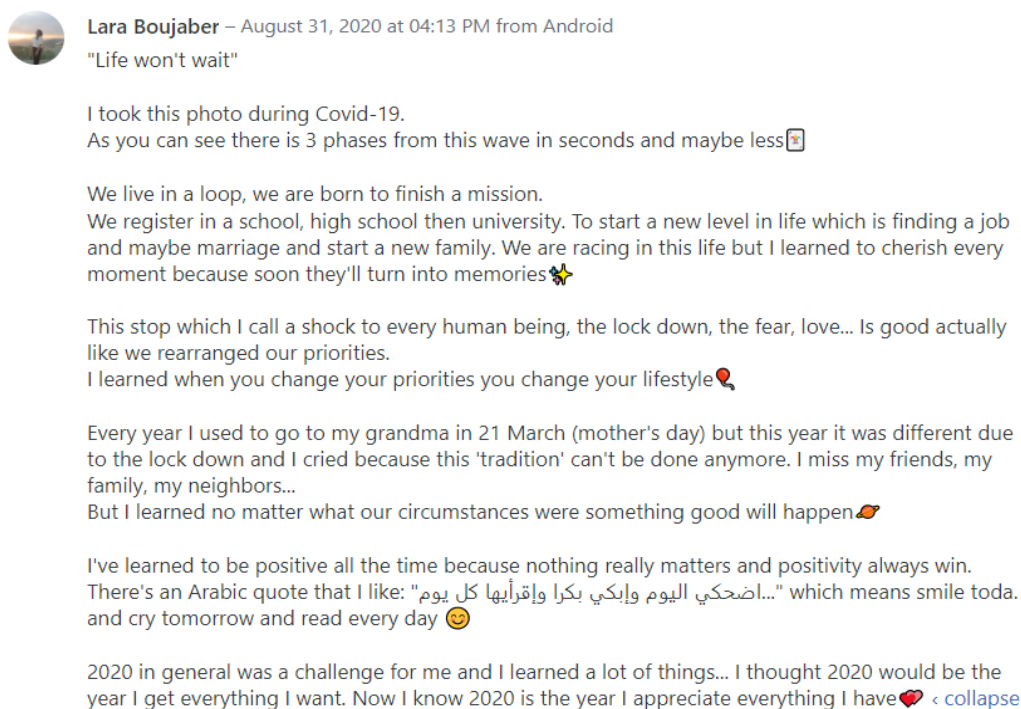 Lara Boujaber – August 31, 2020 at 04:13 PM from Android
"Life won't wait"
I took this photo during Covid-19.
As you can see there is 3 phases from this wave in seconds and maybe less🃏
We live in a loop, we are born to finish a mission.
We register in a school, high school then university. To start a new level in life which is finding a job
and maybe marriage and start a new family. We are racing in this life but I learned to cherish every
moment because soon they'll turn into memories✨
This stop which I call a shock to every human being, the lock down, the fear, love... Is good actually
like we rearranged our priorities.
I learned when you change your priorities you change your lifestyle🎈
Every year I used to go to my grandma in 21 March (mother's day) but this year it was different due
to the lock down and I cried because this 'tradition' can't be done anymore. I miss my friends, my
family, my neighbors...
But I learned no matter what our circumstances were something good will happen🪐
I've learned to be positive all the time because nothing really matters and positivity always win.
There's an Arabic quote that I like: "اضحكي اليوم وإبكي بكرا وإقرأيها كل يوم..." which means smile toda.
and cry tomorrow and read every day 😊
2020 in general was a challenge for me and I learned a lot of things... I thought 2020 would be the
year I get everything I want. Now I know 2020 is the year I appreciate everything I have💕 ‹ collapse